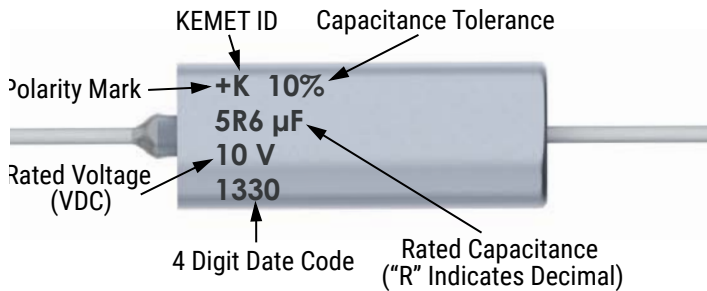 KEMET ID
Capacitance Tolerance
Polarity Mark
+K 10%
5R6 µF
10 V
1330
Rated Voltage
(VDC)
4 Digit Date Code
Rated Capacitance
("R" Indicates Decimal)